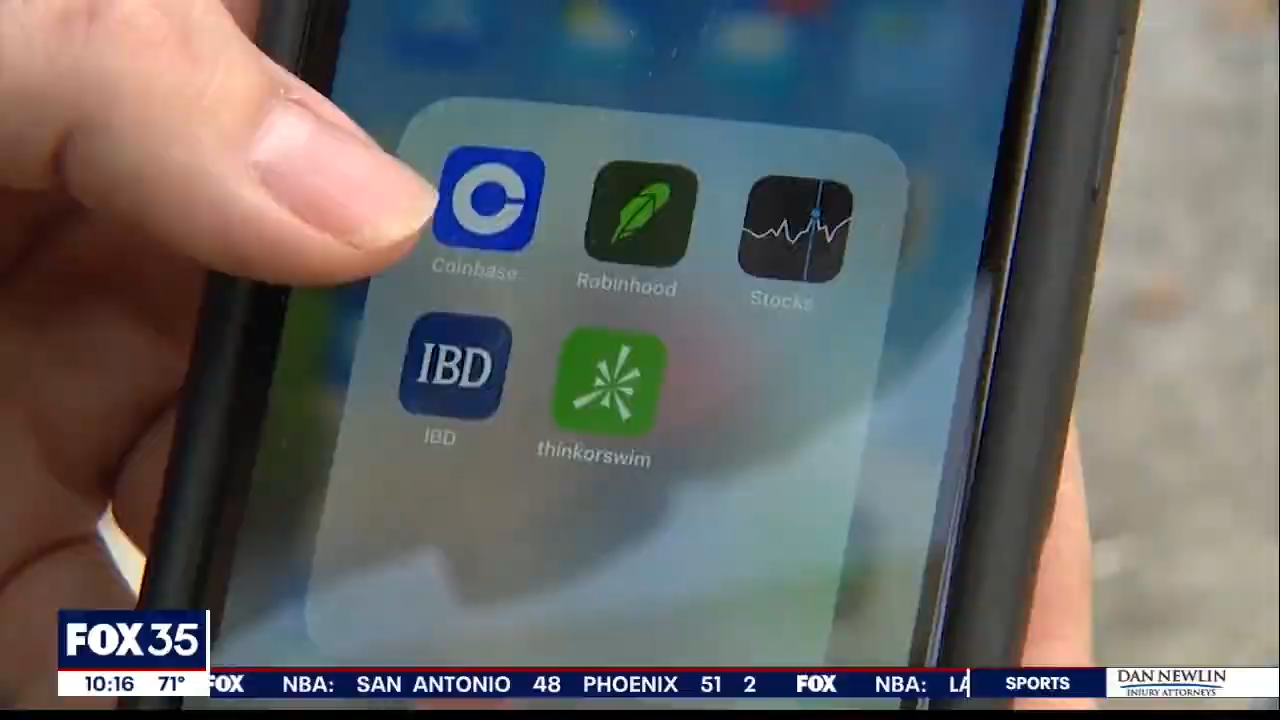 Coinbase
Robinhood
Stocks
IBD
IBD
thinkorswim
FOX 35
10:16 71°
FOX NBA: SAN ANTONIO 48 PHOENIX 51 2 FOX NBA: LA
SPORTS
DAN NEWLIN
INJURY ATTORNEYS